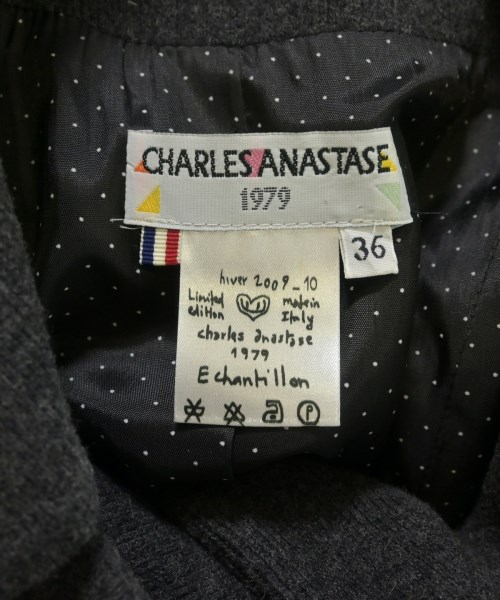 CHARLES ANASTASE
1979
36
hiver 2009_10
Limited edition
made in Italy
charles anastase
1979
Echantillon